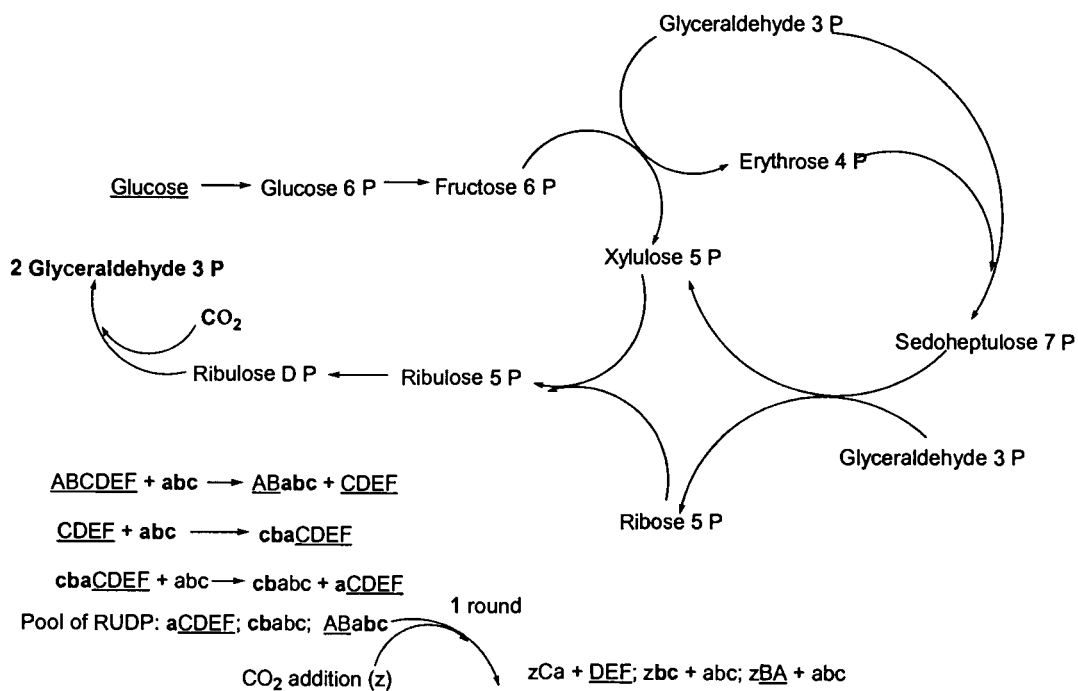 Glyceraldehyde 3 P
Erythrose 4 P
Glucose → Glucose 6 P → Fructose 6 P
Xylulose 5 P
2 Glyceraldehyde 3 P
CO₂
Sedoheptulose 7 P
Ribulose D P ← Ribulose 5 P
Glyceraldehyde 3 P
Ribose 5 P
ABCDEF + abc → ABabc + CDEF
CDEF + abc → cbaCDEF
cbaCDEF + abc → cbabc + aCDEF
1 round
Pool of RUDP: aCDEF; cbabc; ABabc
CO₂ addition (z)
zCa + DEF; zbc + abc; zBA + abc